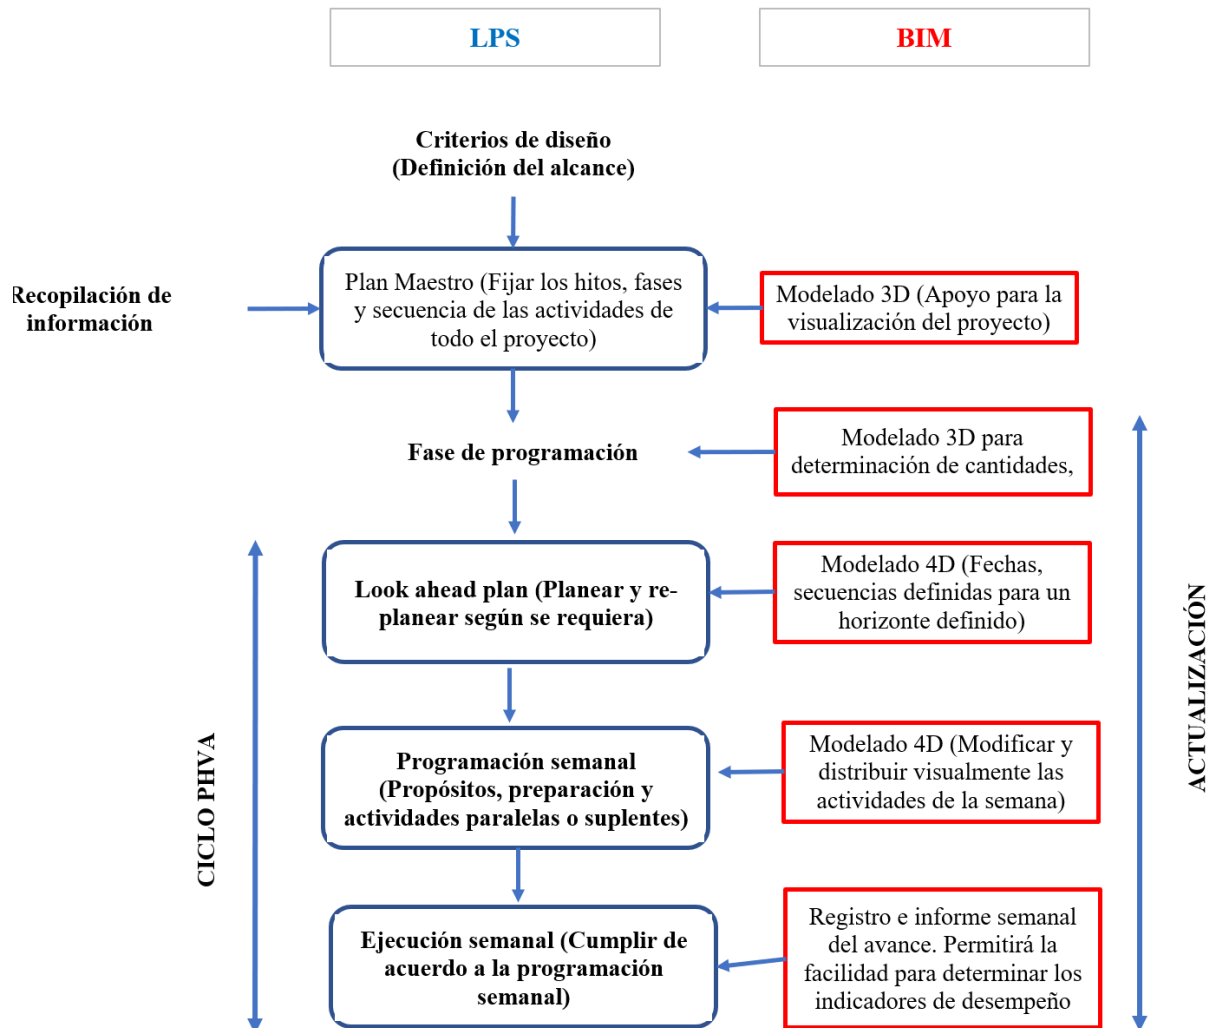 LPS
BIM
Criterios de diseño
(Definición del alcance)
Recopilación de
información
Plan Maestro (Fijar los hitos, fases
y secuencia de las actividades de
todo el proyecto)
Modelado 3D (Apoyo para la
visualización del proyecto)
Fase de programación
Modelado 3D para
determinación de cantidades,
Look ahead plan (Planear y re-
planear según se requiera)
Modelado 4D (Fechas,
secuencias definidas para un
horizonte definido)
Programación semanal
(Propósitos, preparación y
actividades paralelas o suplentes)
Modelado 4D (Modificar y
distribuir visualmente las
actividades de la semana)
Ejecución semanal (Cumplir de
acuerdo a la programación
semanal)
Registro e informe semanal
del avance. Permitirá la
facilidad para determinar los
indicadores de desempeño
CICLO PHVA
ACTUALIZACIÓN